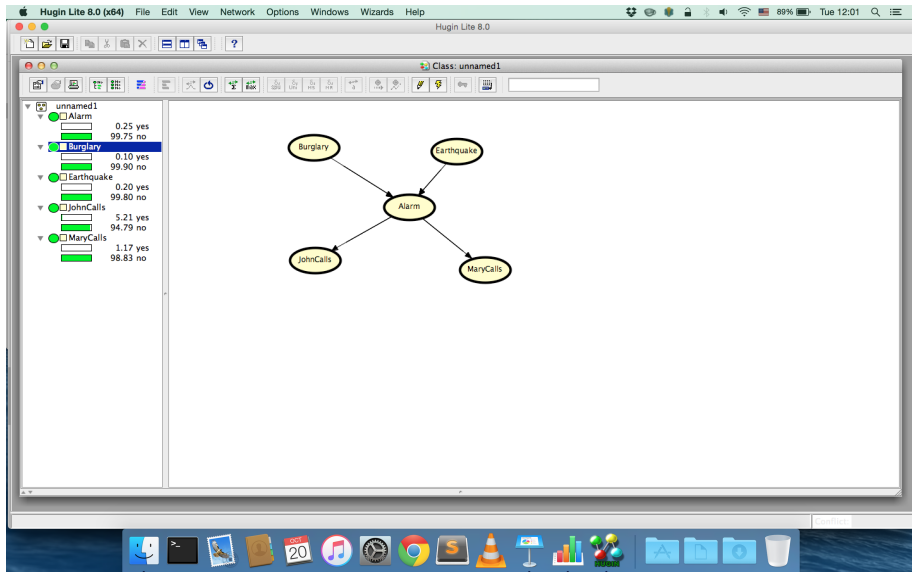 Hugin Lite 8.0 (x64) File Edit View Network Options Windows Wizards Help 89% Tue 12:01
Hugin Lite 8.0
?
Class: unnamed1
unnamed1
Alarm
0.25 yes
99.75 no
Burglary
0.10 yes
99.90 no
Earthquake
0.20 yes
99.80 no
JohnCalls
5.21 yes
94.79 no
MaryCalls
1.17 yes
98.83 no
Burglary
Earthquake
Alarm
JohnCalls
MaryCalls
Conflict:
OCT
20
S